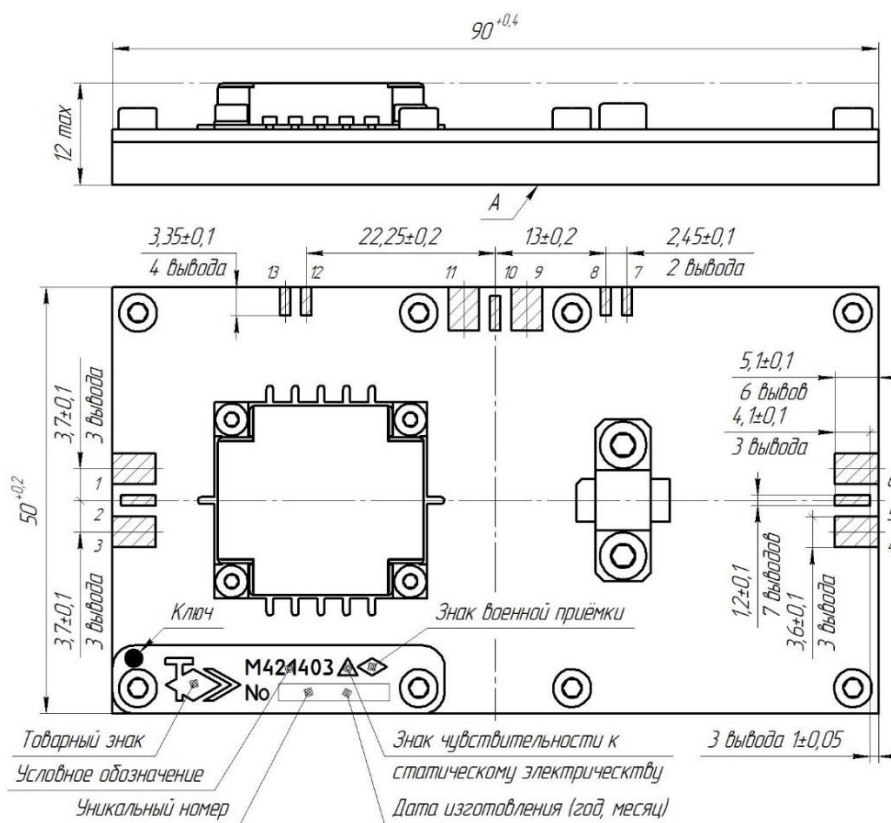 90⁺⁰,⁴
12 max
А
3,35±0,1
4 вывода
22,25±0,2
13±0,2
2,45±0,1
2 вывода
13
12
11
10
9
8
7
50⁺⁰,²
3,7±0,1
3 вывода
1
2
3
3,7±0,1
3 вывода
5,1±0,1
6 вывов
4,1±0,1
3 вывода
1,2±0,1
7 выводов
3,6±0,1
3 вывода
Ключ
Знак военной приёмки
М421403
No
Товарный знак
Условное обозначение
Уникальный номер
Знак чувствительности к
статическому электрическтву
Дата изготовления (год, месяц)
3 вывода 1±0,05